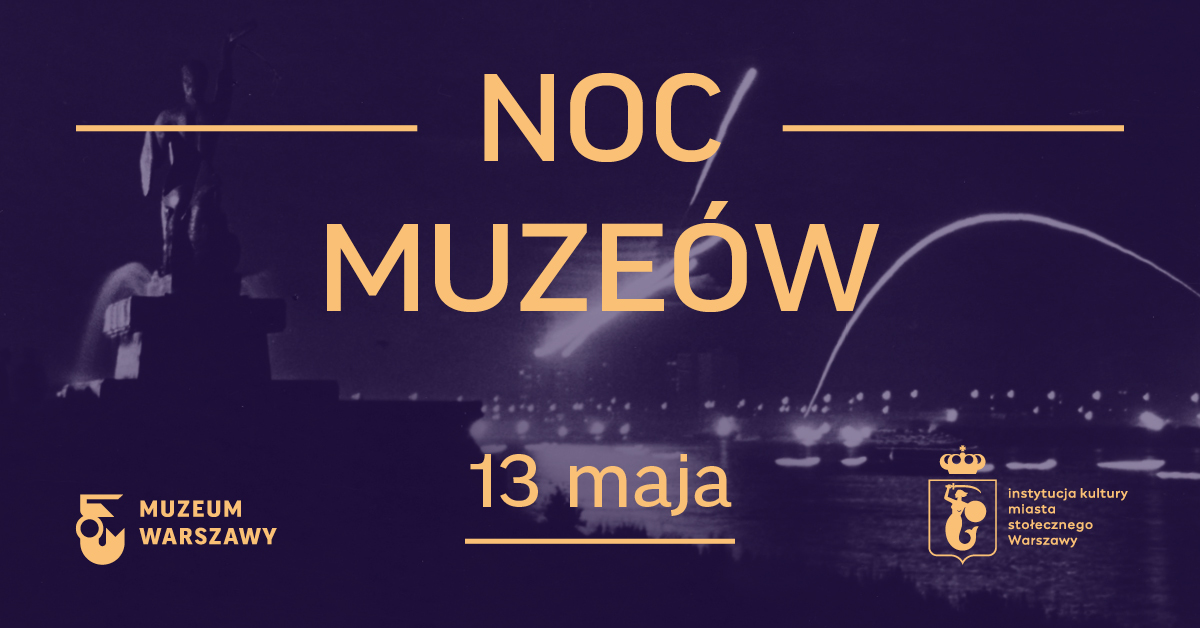 NOC
MUZEÓW
13 maja
MUZEUM
WARSZAWY
instytucja kultury
miasta
stołecznego
Warszawy